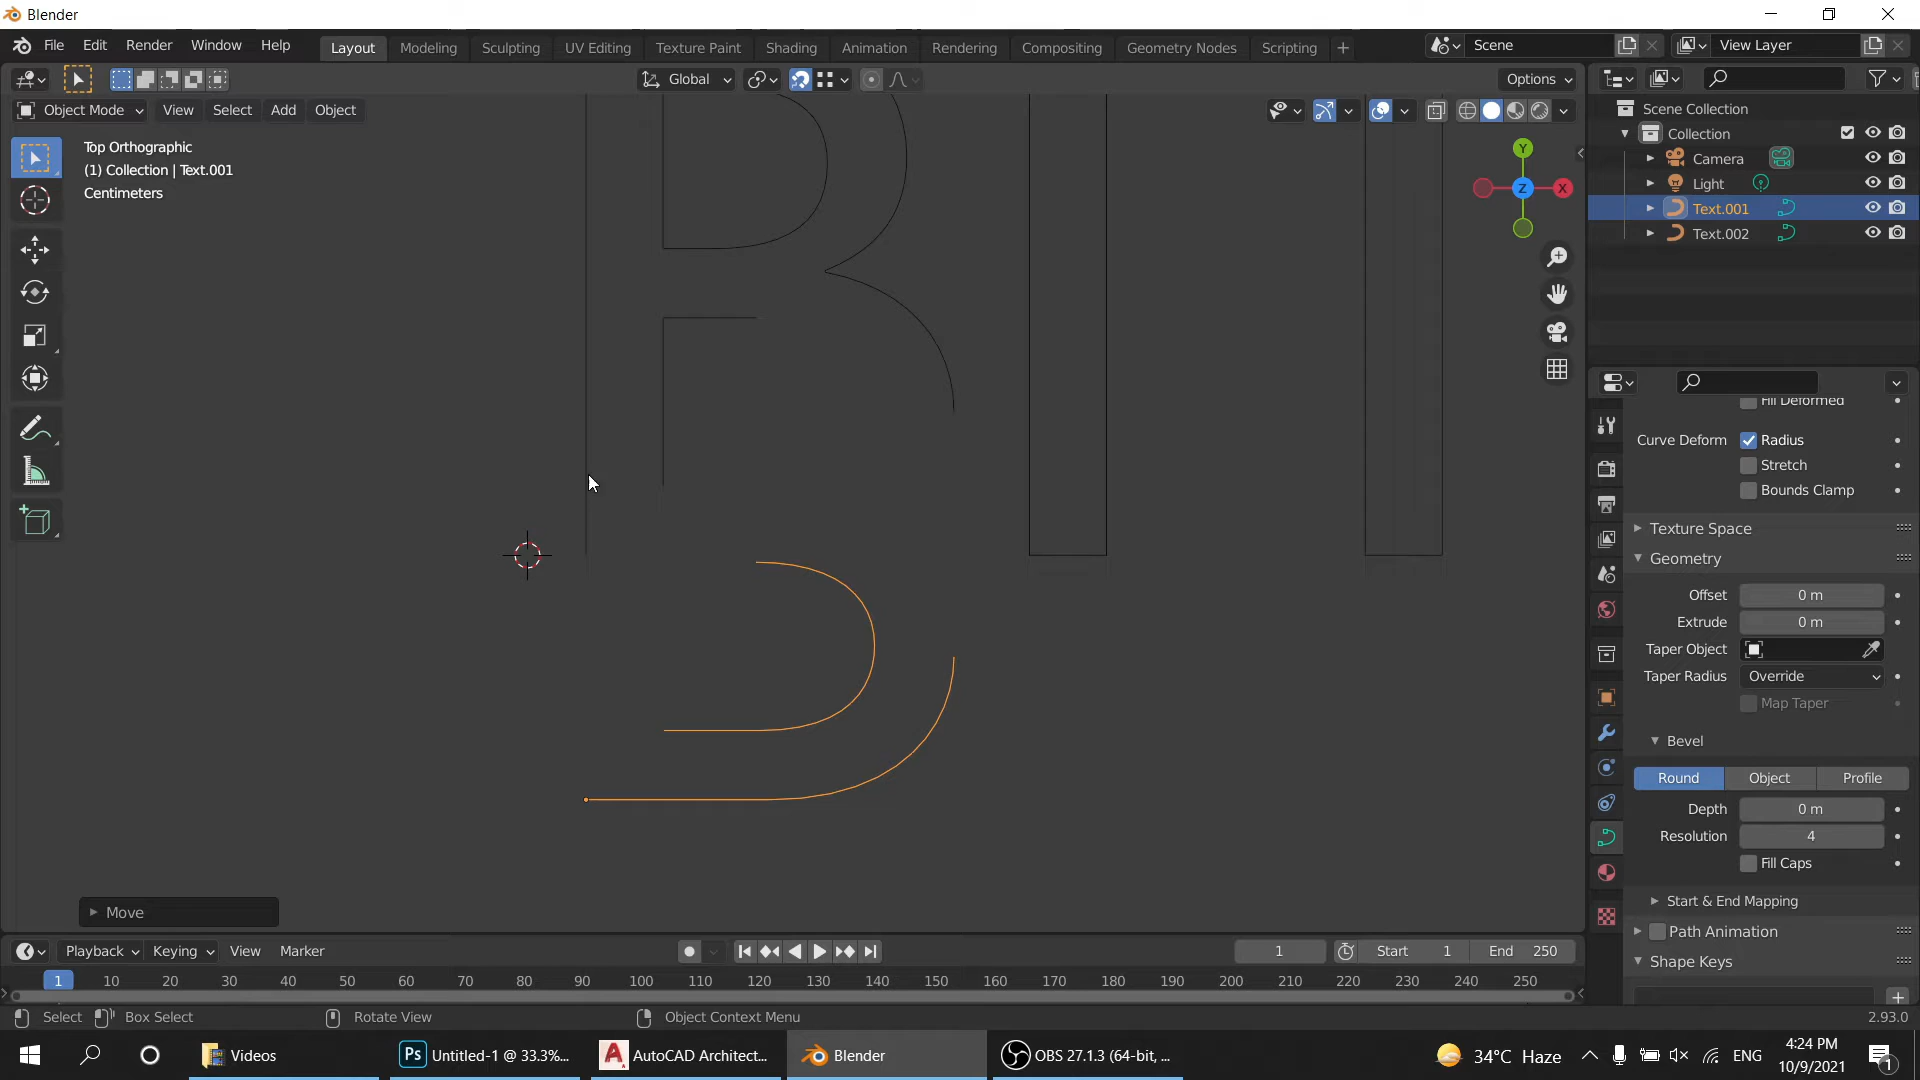 Blender
File Edit Render Window Help
Layout Modeling Sculpting UV Editing Texture Paint Shading Animation Rendering Compositing Geometry Nodes Scripting +
Scene
View Layer
Global
Options
Object Mode View Select Add Object
Top Orthographic
(1) Collection | Text.001
Centimeters
Y
Z
X
Scene Collection
Collection
Camera
Light
Text.001
Text.002
Fill Deformed
Curve Deform Radius
Stretch
Bounds Clamp
Texture Space
Geometry
Offset 0 m
Extrude 0 m
Taper Object
Taper Radius Override
Map Taper
Bevel
Round Object Profile
Depth 0 m
Resolution 4
Fill Caps
Start & End Mapping
Path Animation
Shape Keys
Move
Playback Keying View Marker
1 Start 1 End 250
1 10 20 30 40 50 60 70 80 90 100 110 120 130 140 150 160 170 180 190 200 210 220 230 240 250
Select Box Select Rotate View Object Context Menu 2.93.0
Videos
Ps Untitled-1 @ 33.3%...
A AutoCAD Architect...
Blender
OBS 27.1.3 (64-bit, ...
34°C Haze
ENG
4:24 PM
10/9/2021
1